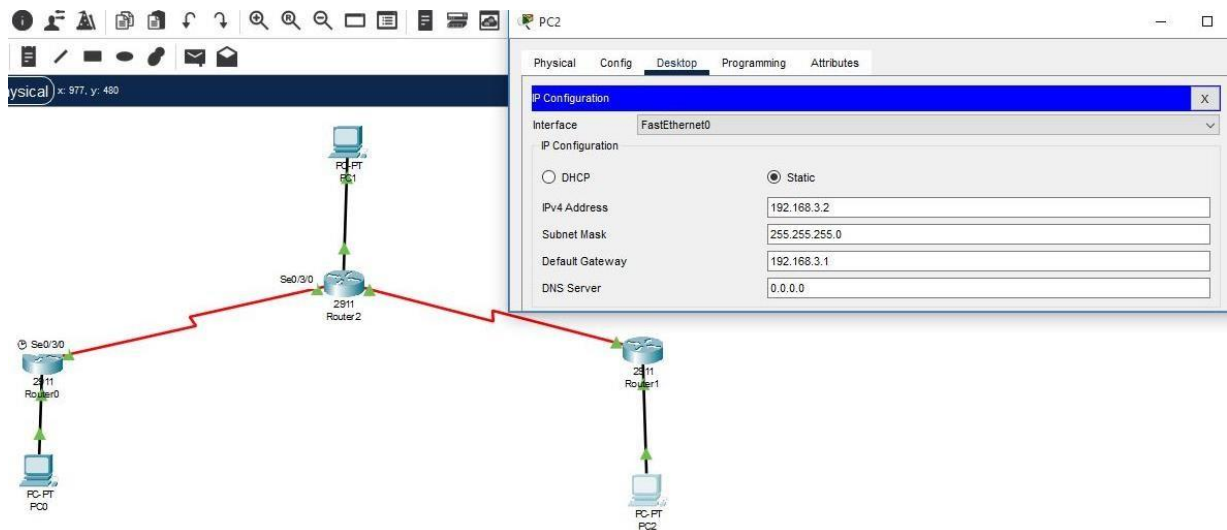 PC2
Physical Config Desktop Programming Attributes
ysical x: 977, y: 480
IP Configuration X
Interface FastEthernet0
IP Configuration
DHCP Static
IPv4 Address 192.168.3.2
Subnet Mask 255.255.255.0
Default Gateway 192.168.3.1
DNS Server 0.0.0.0
PC-PT
PC1
Se0/3/0
2911
Router2
Se0/3/0
2911
Router0
2911
Router1
PC-PT
PC0
PC-PT
PC2